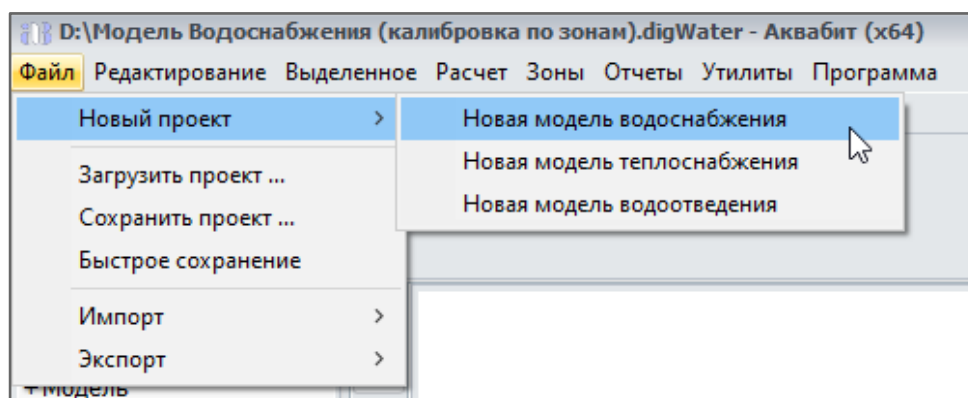 D:\Модель Водоснабжения (калибровка по зонам).digWater - Аквабит (x64)
Файл Редактирование Выделенное Расчет Зоны Отчеты Утилиты Программа
Новый проект >
Новая модель водоснабжения
Новая модель теплоснабжения
Новая модель водоотведения
Загрузить проект ...
Сохранить проект ...
Быстрое сохранение
Импорт >
Экспорт >
+Модель